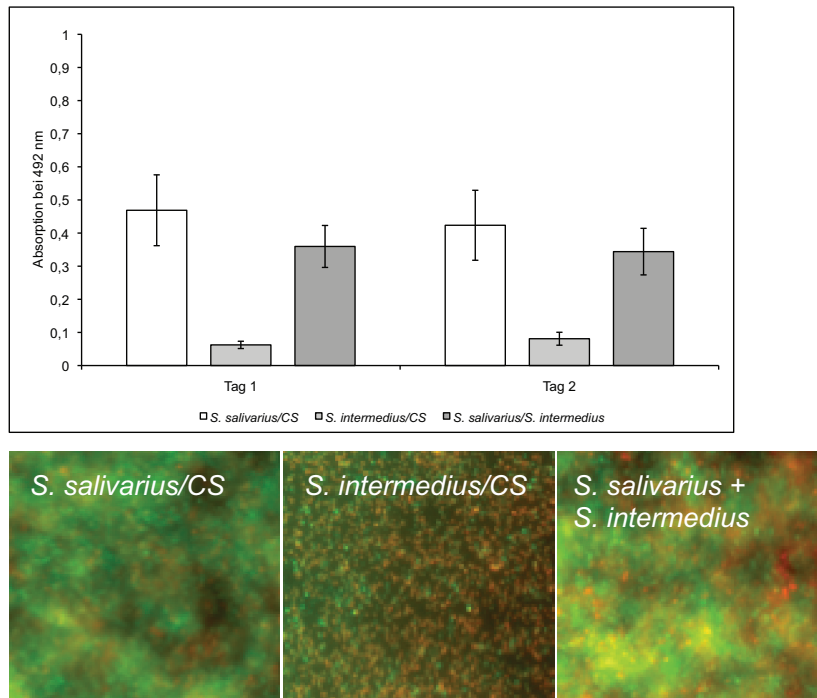 1
0,9
0,8
0,7
0,6
0,5
0,4
0,3
0,2
0,1
0
Absorption bei 492 nm
Tag 1 Tag 2
S. salivarius/CS S. intermedius/CS S. salivarius/S. intermedius
S. salivarius/CS
S. intermedius/CS
S. salivarius +
S. intermedius